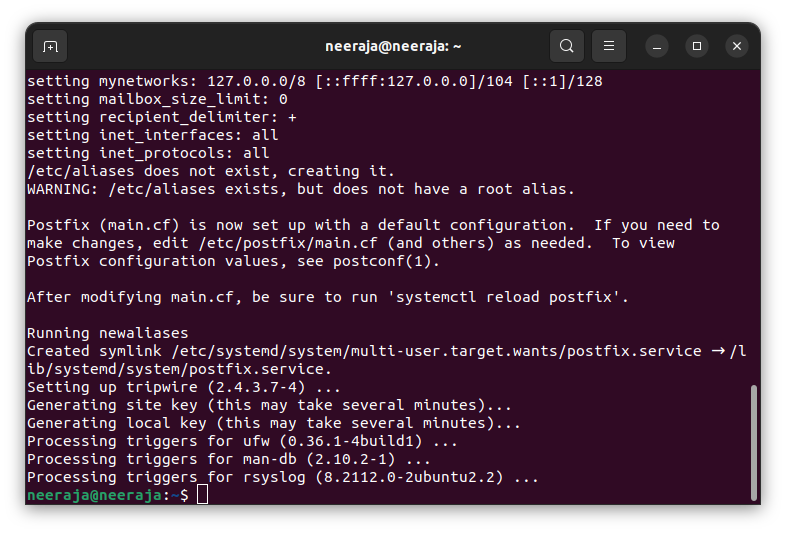 neeraja@neeraja: ~
setting mynetworks: 127.0.0.0/8 [::ffff:127.0.0.0]/104 [::1]/128
setting mailbox_size_limit: 0
setting recipient_delimiter: +
setting inet_interfaces: all
setting inet_protocols: all
/etc/aliases does not exist, creating it.
WARNING: /etc/aliases exists, but does not have a root alias.

Postfix (main.cf) is now set up with a default configuration.  If you need to
make changes, edit /etc/postfix/main.cf (and others) as needed.  To view
Postfix configuration values, see postconf(1).

After modifying main.cf, be sure to run 'systemctl reload postfix'.

Running newaliases
Created symlink /etc/systemd/system/multi-user.target.wants/postfix.service → /l
ib/systemd/system/postfix.service.
Setting up tripwire (2.4.3.7-4) ...
Generating site key (this may take several minutes)...
Generating local key (this may take several minutes)...
Processing triggers for ufw (0.36.1-4build1) ...
Processing triggers for man-db (2.10.2-1) ...
Processing triggers for rsyslog (8.2112.0-2ubuntu2.2) ...
neeraja@neeraja:~$